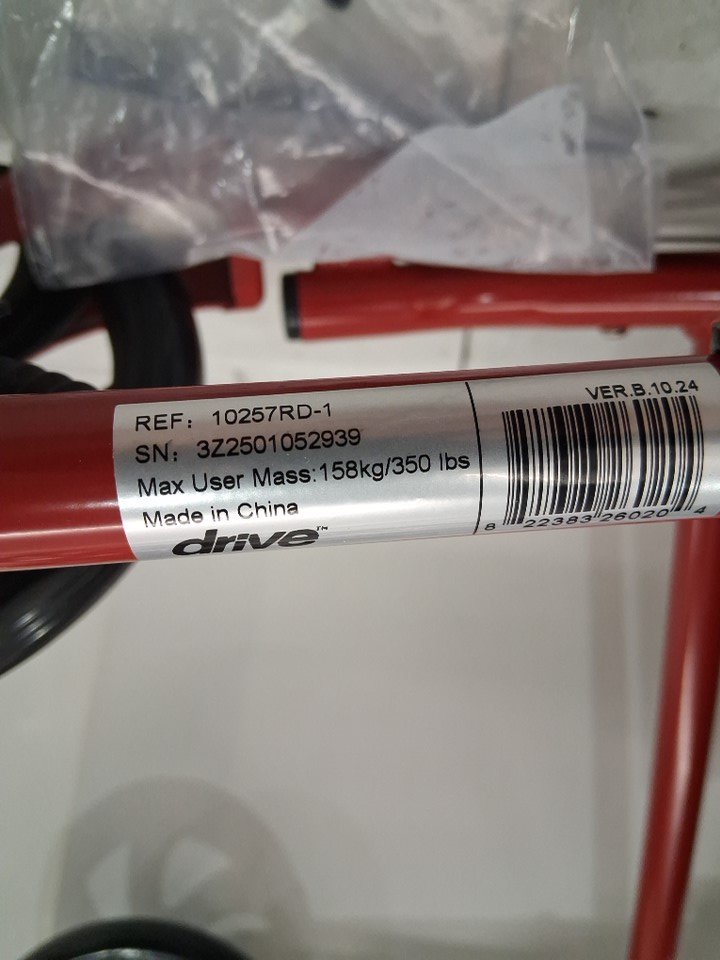 REF: 10257RD-1
SN: 3Z2501052939
Max User Mass:158kg/350 lbs
Made in China
drive™
VER.B.10.24
8 22383 26020 4